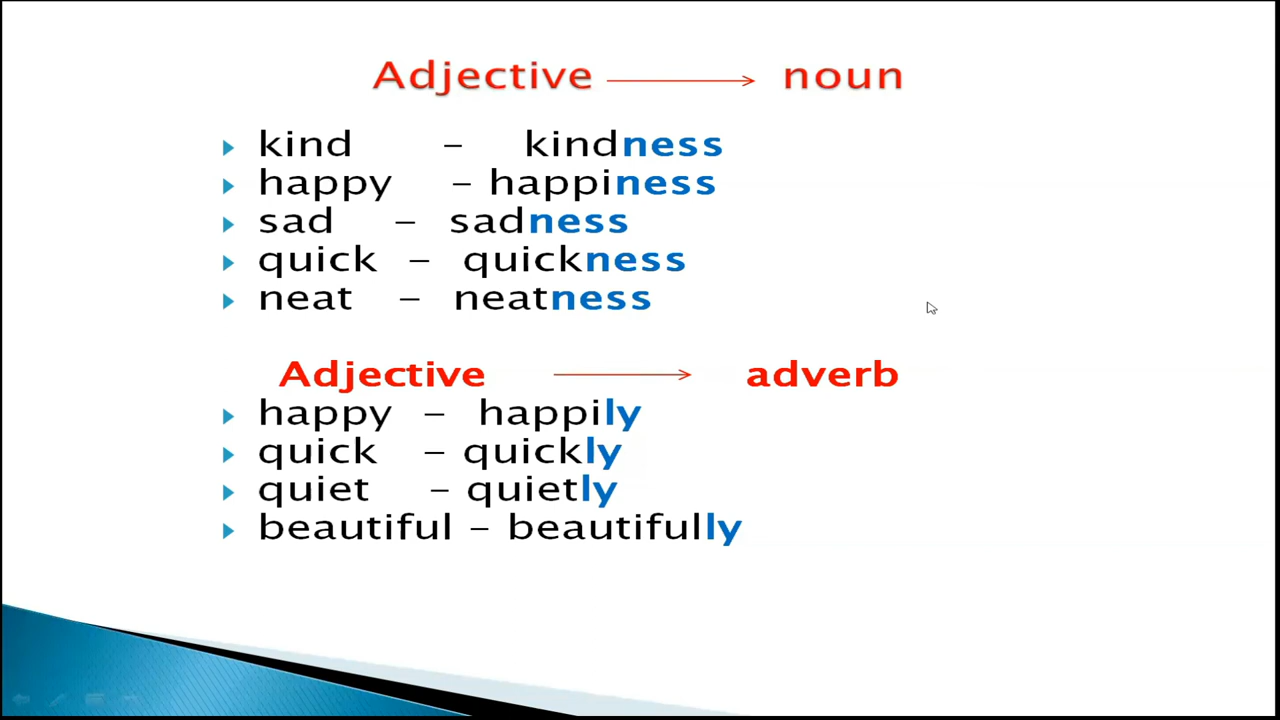 Adjective → noun
kind – kindness
happy – happiness
sad – sadness
quick – quickness
neat – neatness
Adjective → adverb
happy – happily
quick – quickly
quiet – quietly
beautiful – beautifully